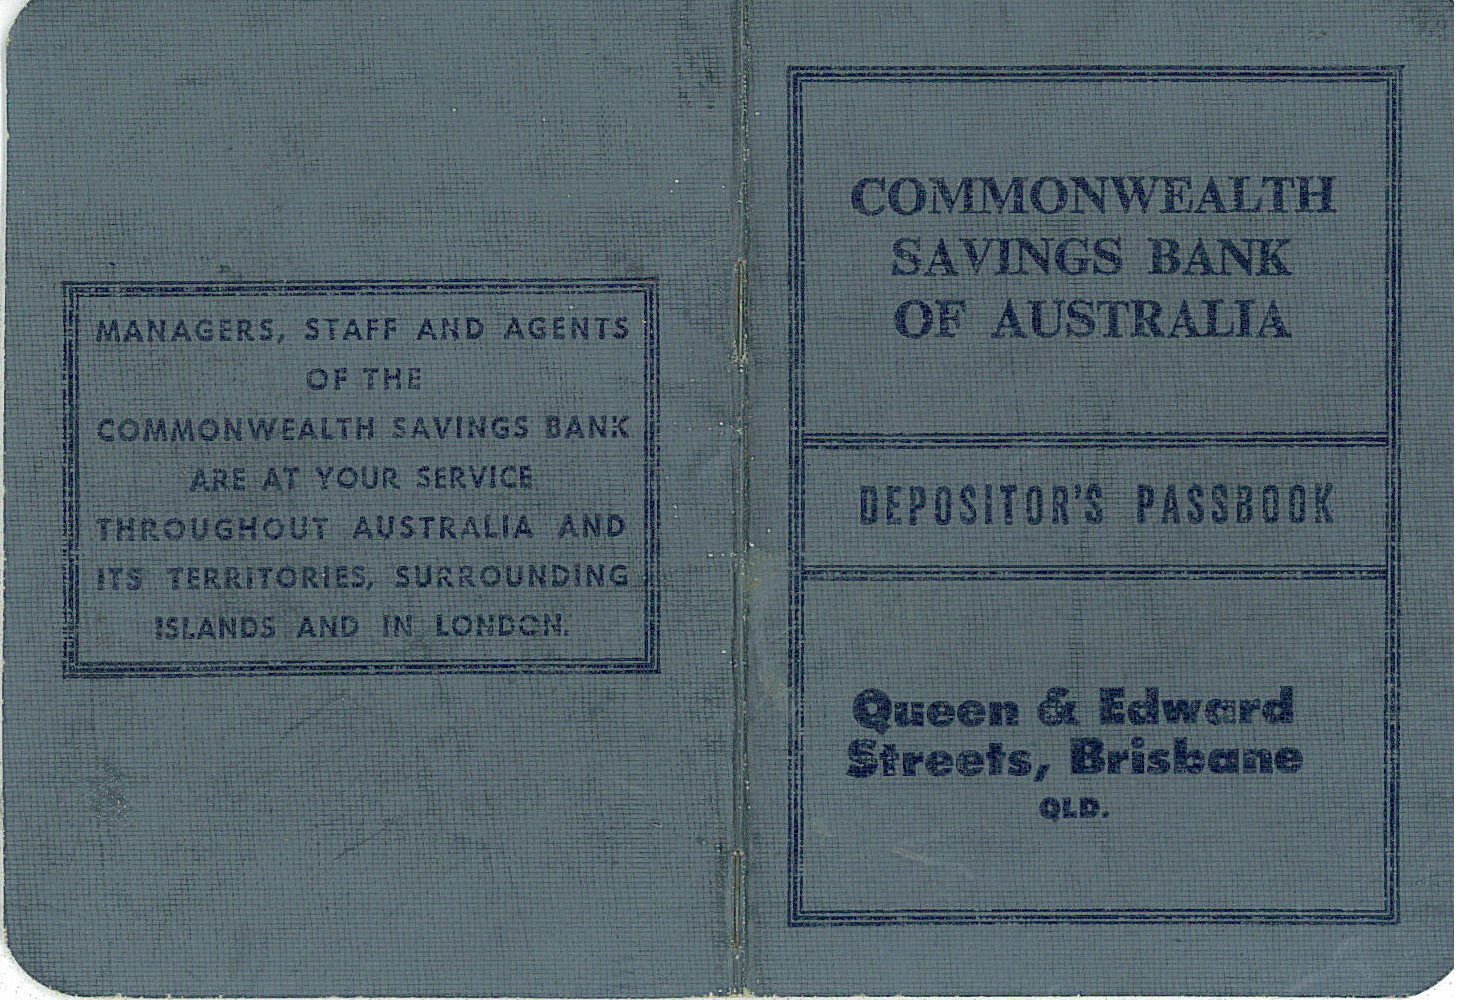 MANAGERS, STAFF AND AGENTS
OF THE
COMMONWEALTH SAVINGS BANK
ARE AT YOUR SERVICE
THROUGHOUT AUSTRALIA AND
ITS TERRITORIES, SURROUNDING
ISLANDS AND IN LONDON.
COMMONWEALTH
SAVINGS BANK
OF AUSTRALIA
DEPOSITOR'S PASSBOOK
Queen & Edward
Streets, Brisbane
QLD.